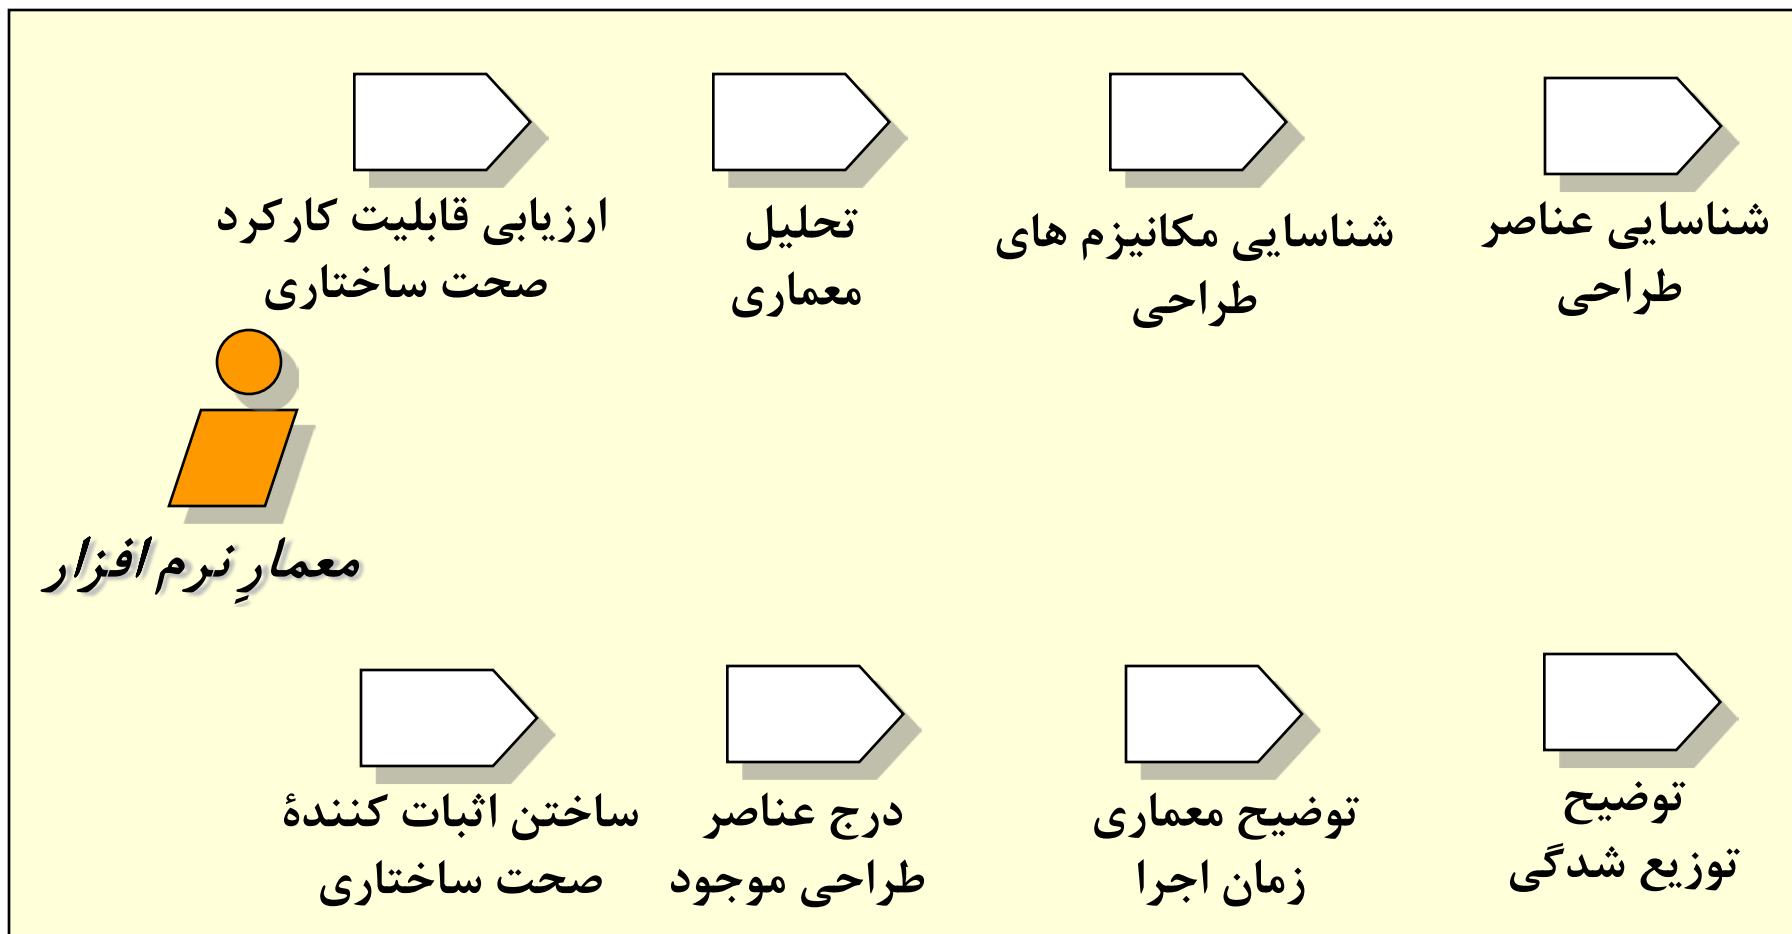 ارزیابی قابلیت کارکرد
صحت ساختاری
تحلیل
معماری
شناسایی مکانیزم های
طراحی
شناسایی عناصر
طراحی
معمارِ نرم افزار
ساختن اثبات کنندۀ
صحت ساختاری
درج عناصر
طراحی موجود
توضیح معماری
زمان اجرا
توضیح
توزیع شدگی